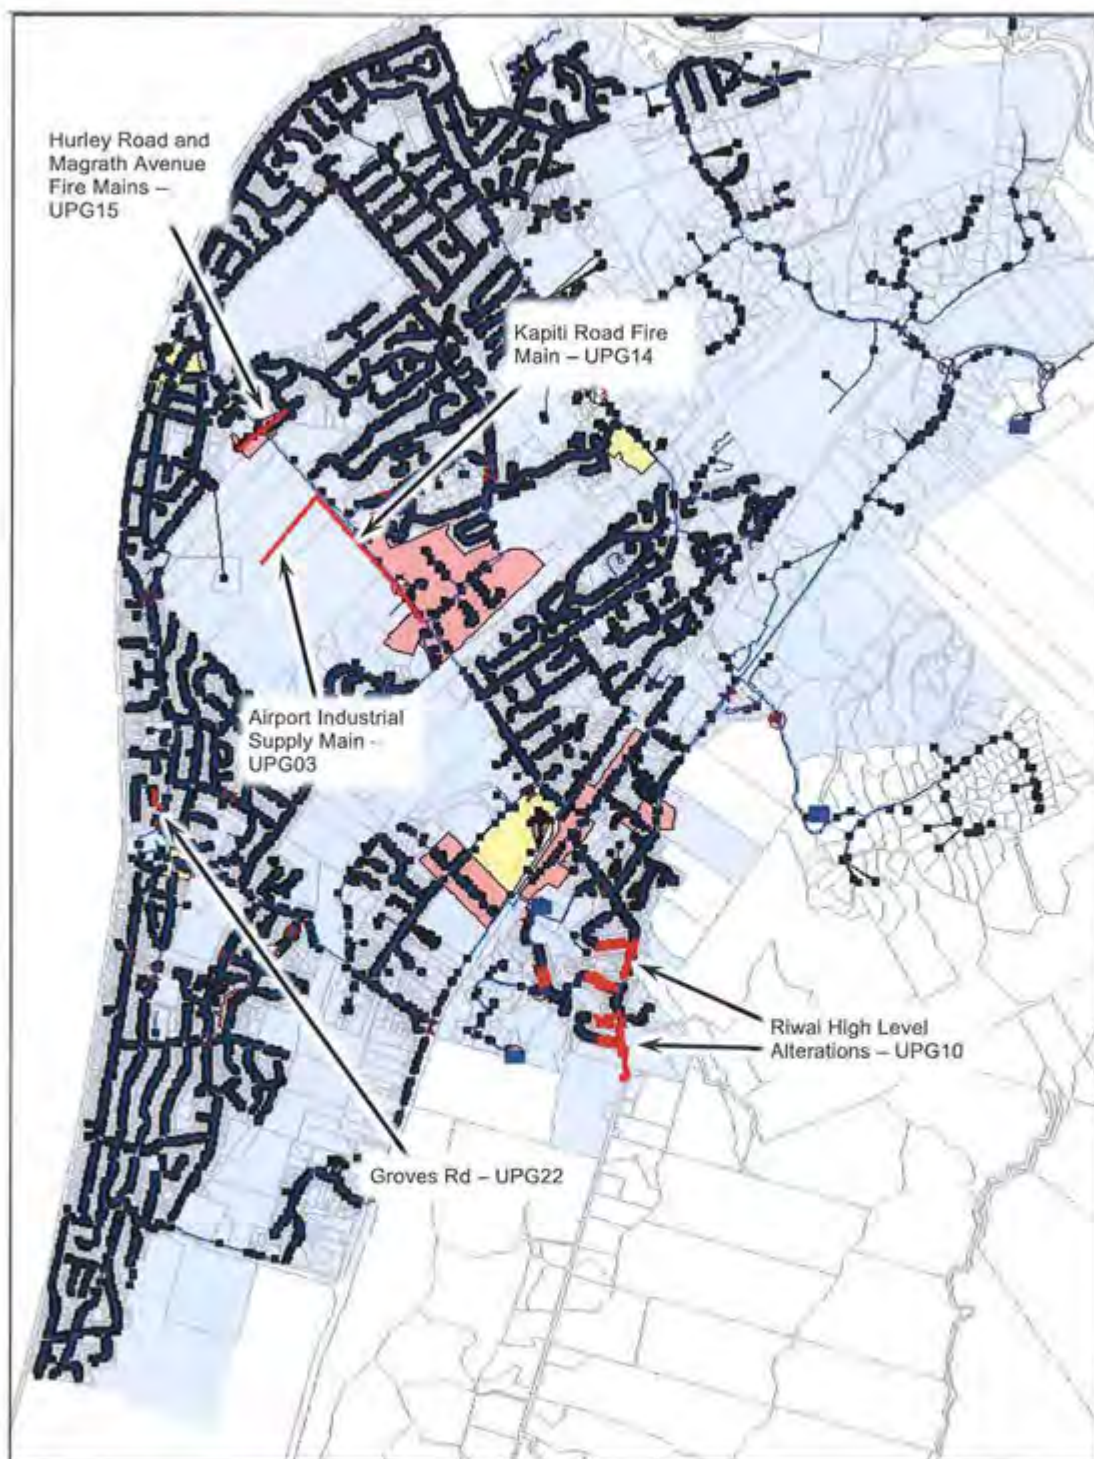 Hurley Road and
Magrath Avenue
Fire Mains –
UPG15
Kapiti Road Fire
Main – UPG14
Airport Industrial
Supply Main -
UPG03
Riwai High Level
Alterations – UPG10
Groves Rd – UPG22